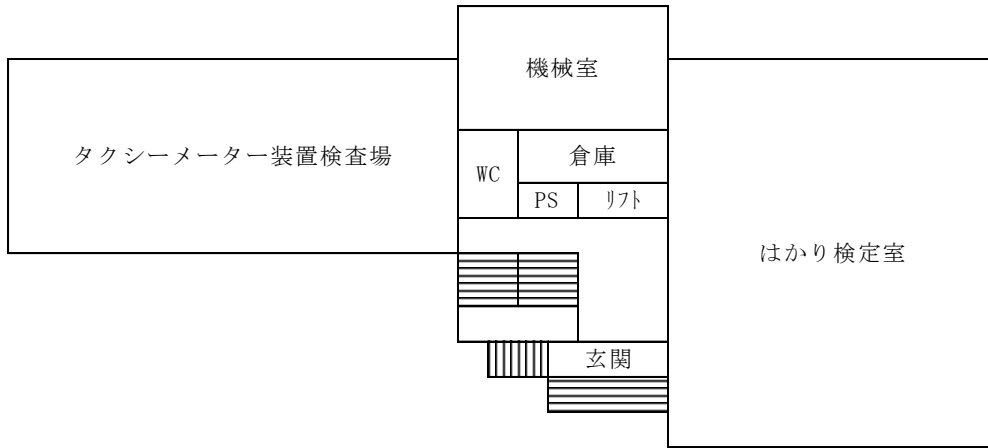 機械室
タクシーメーター装置検査場
WC
倉庫
PS
リフト
はかり検定室
玄関